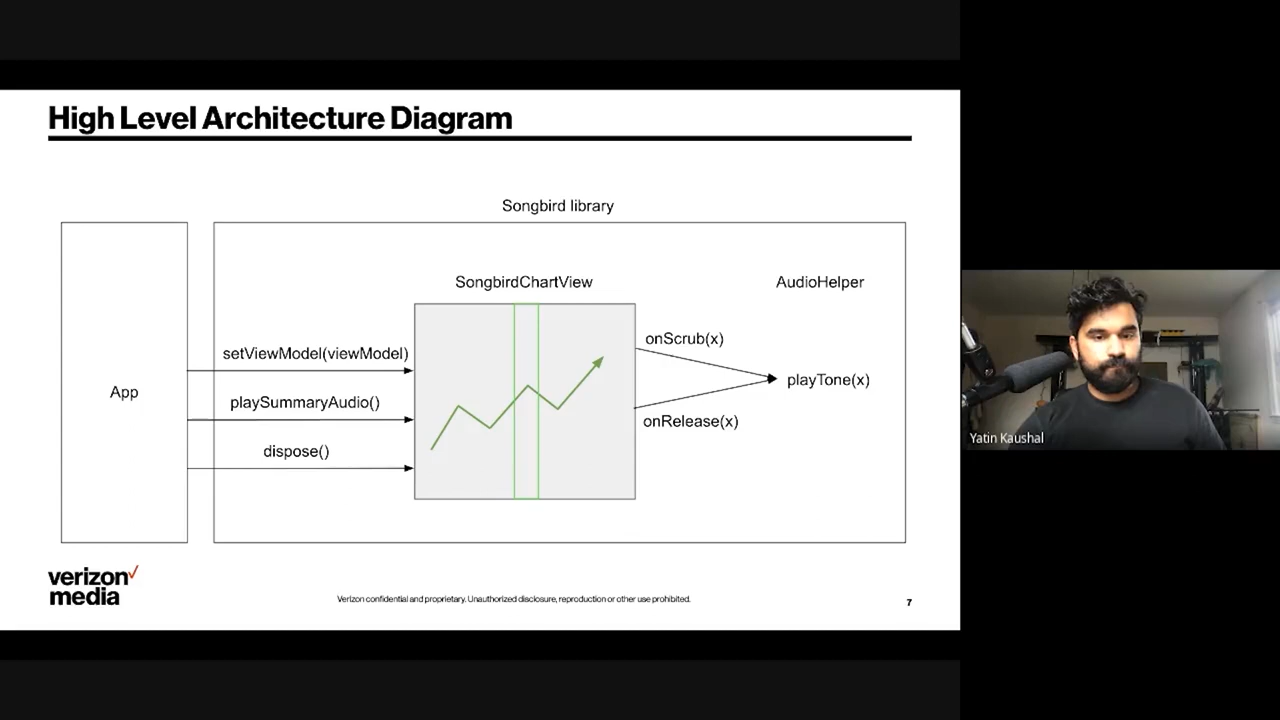 High Level Architecture Diagram
Songbird library
SongbirdChartView
AudioHelper
App
setViewModel(viewModel)
playSummaryAudio()
dispose()
onScrub(x)
onRelease(x)
playTone(x)
Yatin Kaushal
verizon
media
Verizon confidential and proprietary. Unauthorized disclosure, reproduction or other use prohibited.
7